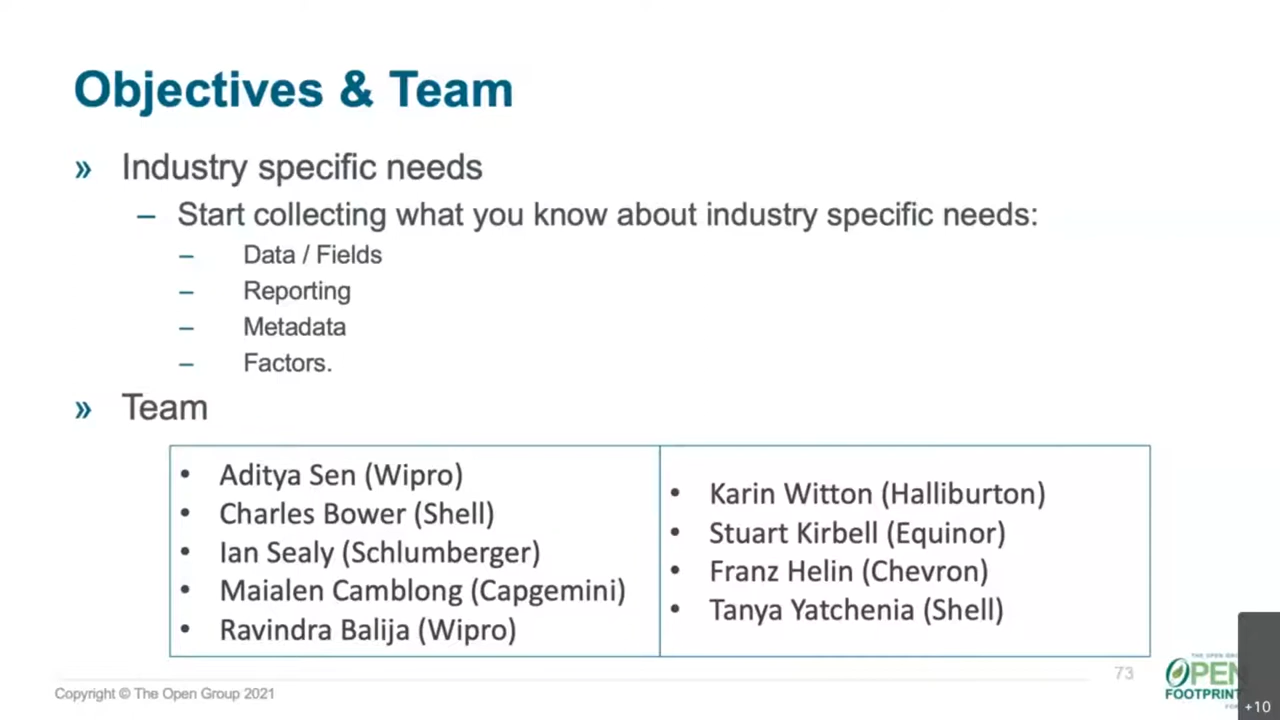 Objectives & Team
» Industry specific needs
– Start collecting what you know about industry specific needs:
– Data / Fields
– Reporting
– Metadata
– Factors.
» Team
• Aditya Sen (Wipro)
• Charles Bower (Shell)
• Ian Sealy (Schlumberger)
• Maialen Camblong (Capgemini)
• Ravindra Balija (Wipro)
• Karin Witton (Halliburton)
• Stuart Kirbell (Equinor)
• Franz Helin (Chevron)
• Tanya Yatchenia (Shell)
Copyright © The Open Group 2021
73
THE OPEN
OPEN
FOOTPRINT
+10